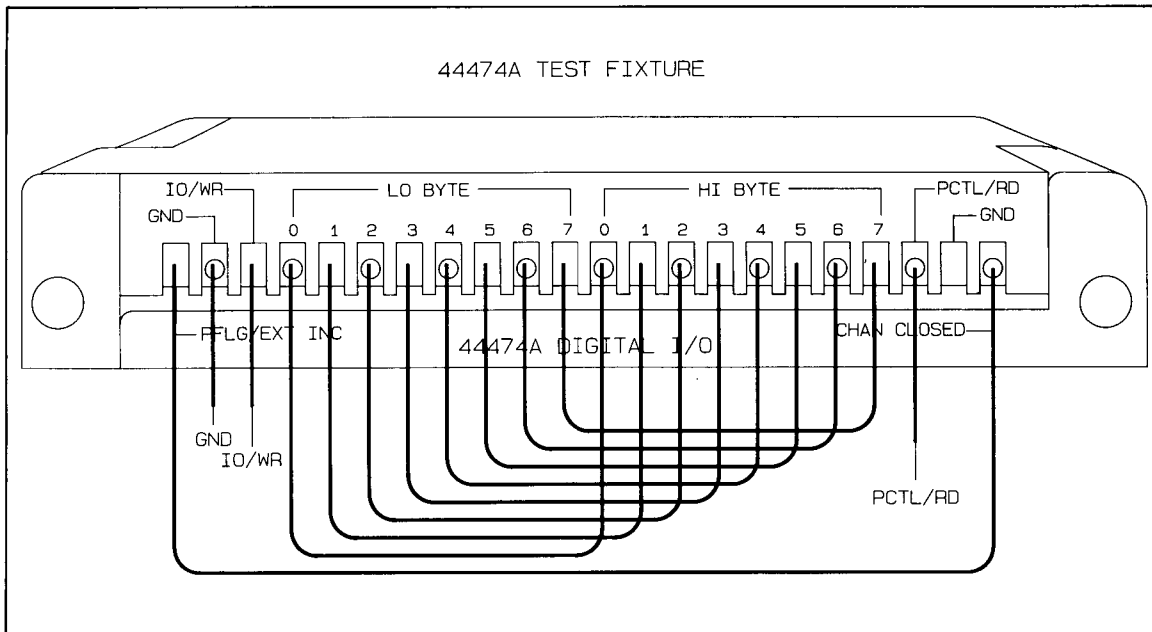 44474A TEST FIXTURE
IO/WR
LO BYTE
HI BYTE
PCTL/RD
GND
GND
0 1 2 3 4 5 6 7 0 1 2 3 4 5 6 7
PFLG/EXT INC
44474A DIGITAL I/O
CHAN CLOSED
GND
IO/WR
PCTL/RD